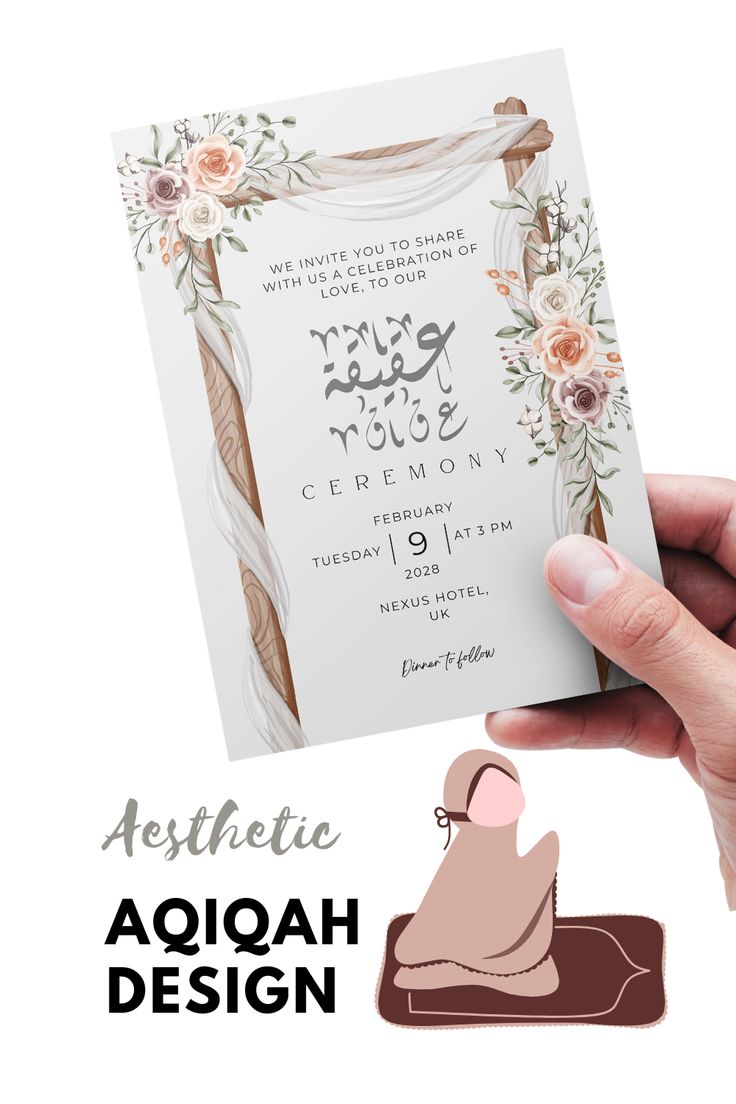 WE INVITE YOU TO SHARE
WITH US A CELEBRATION OF
LOVE, TO OUR
عقيقة
CEREMONY
FEBRUARY
TUESDAY | 9 | AT 3 PM
2028
NEXUS HOTEL,
UK
Dinner to follow
Aesthetic
AQIQAH
DESIGN